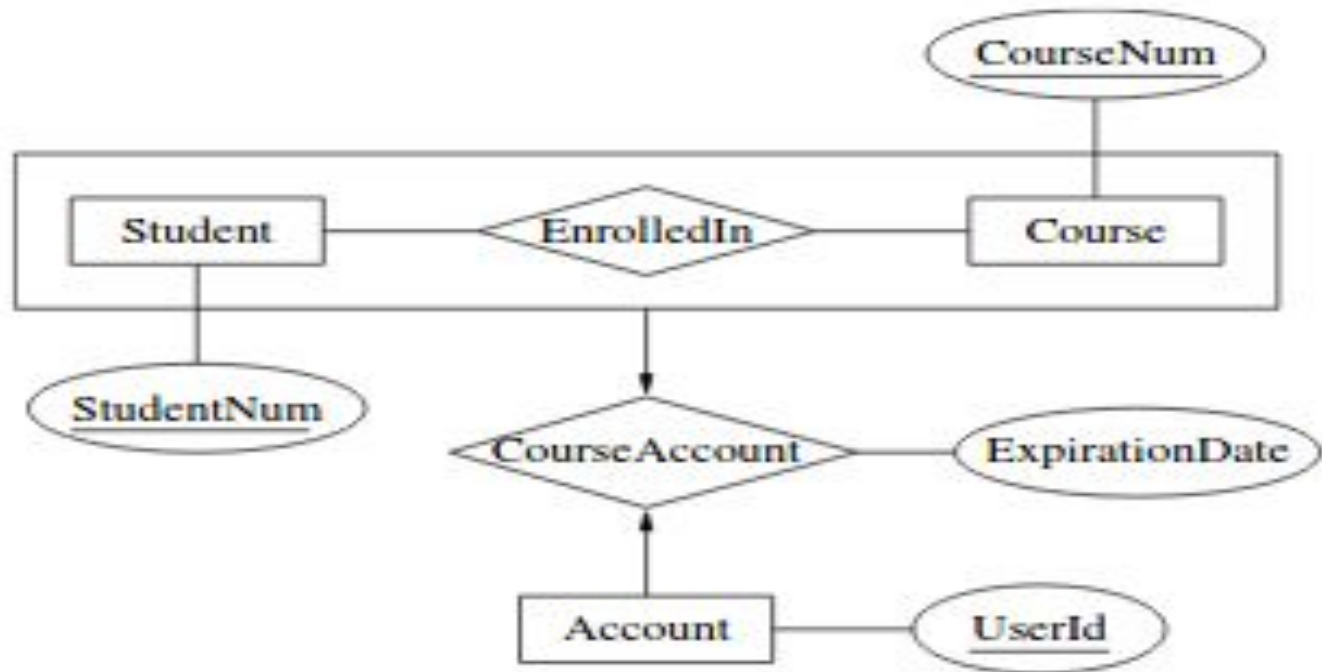 CourseNum
Student
EnrolledIn
Course
StudentNum
CourseAccount
ExpirationDate
Account
UserId